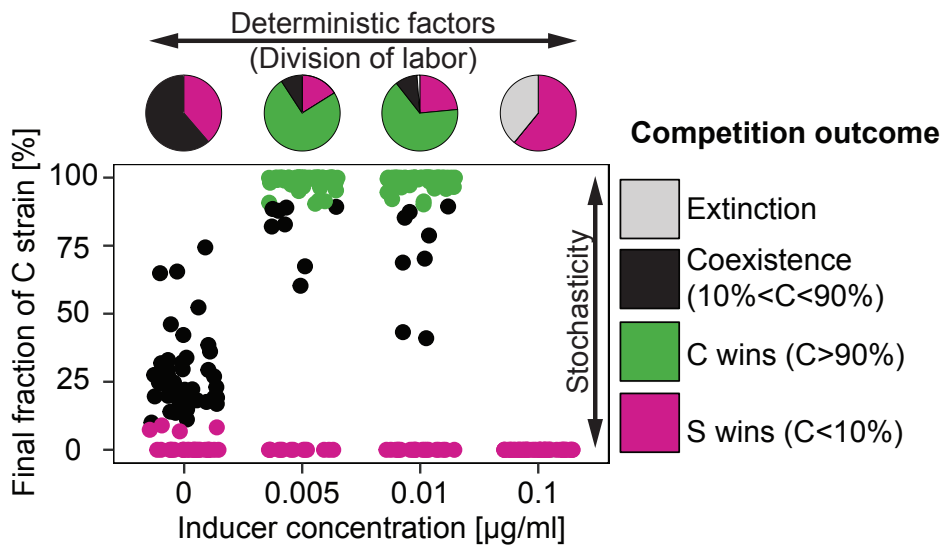 Deterministic factors
(Division of labor)
Final fraction of C strain [%]
100
75
50
25
0
0
0.005
0.01
0.1
Inducer concentration [µg/ml]
Stochasticity
Competition outcome
Extinction
Coexistence
(10%<C<90%)
C wins (C>90%)
S wins (C<10%)